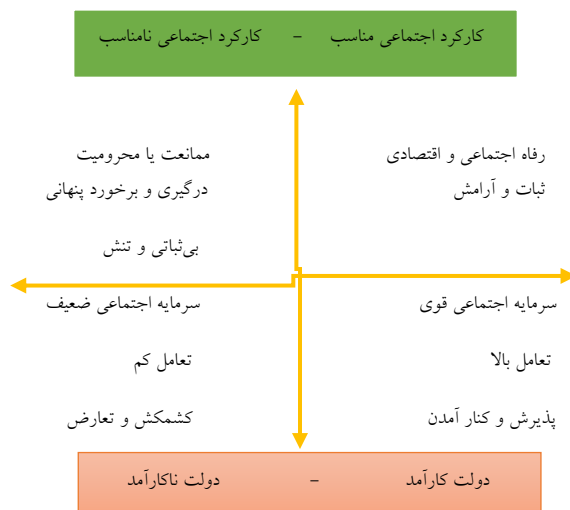 کارکرد اجتماعی مناسب – کارکرد اجتماعی نامناسب
رفاه اجتماعی و اقتصادی
ثبات و آرامش
ممانعت یا محرومیت
درگیری و برخورد پنهانی
بی‌ثباتی و تنش
سرمایه اجتماعی قوی
تعامل بالا
پذیرش و کنار آمدن
سرمایه اجتماعی ضعیف
تعامل کم
کشمکش و تعارض
دولت کارآمد – دولت ناکارآمد